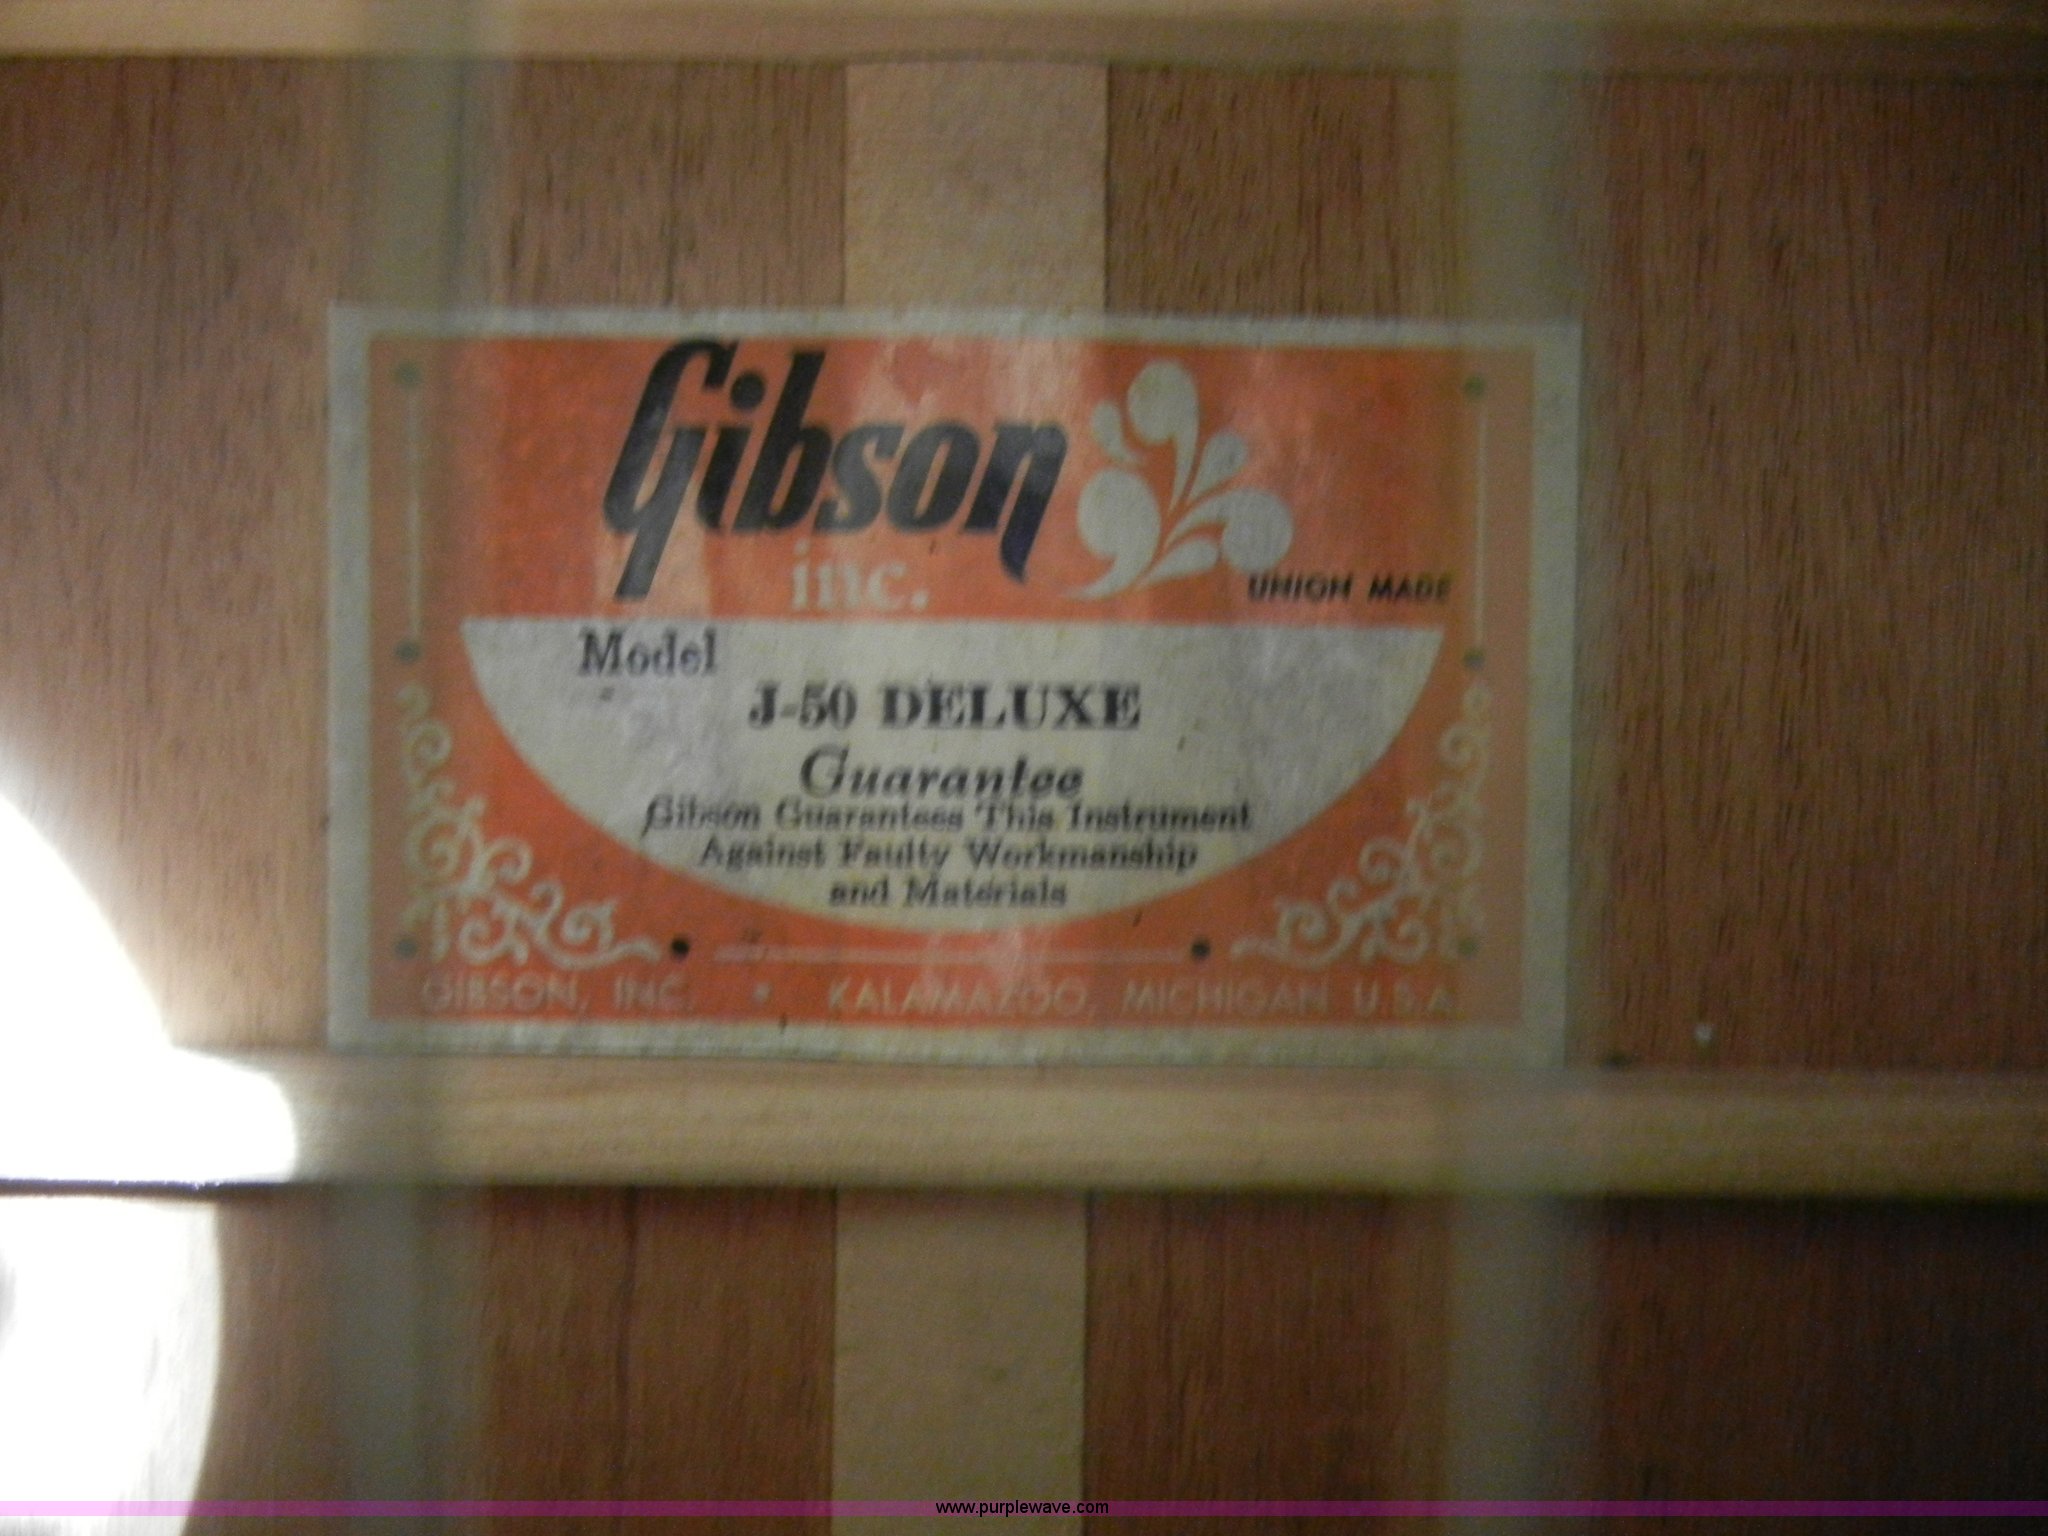 Gibson
inc.
UNION MADE
Model
J-50 DELUXE
Guarantee
Gibson Guarantees This Instrument
Against Faulty Workmanship
and Materials
GIBSON, INC. • KALAMAZOO, MICHIGAN U.S.A.
www.purplewave.com